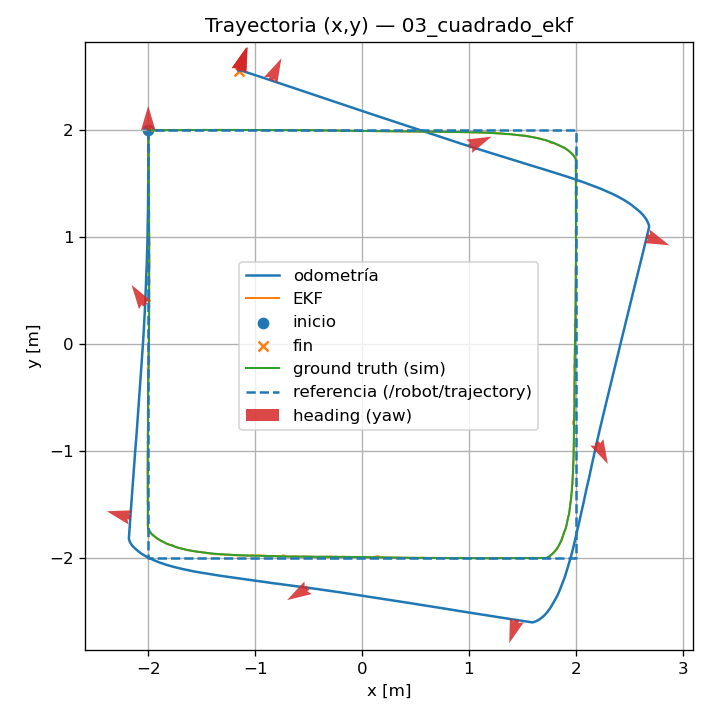 Trayectoria (x,y) — 03_cuadrado_ekf
y [m]
2
1
0
−1
−2
odometría
EKF
inicio
fin
ground truth (sim)
referencia (/robot/trajectory)
heading (yaw)
−2
−1
0
1
2
3
x [m]